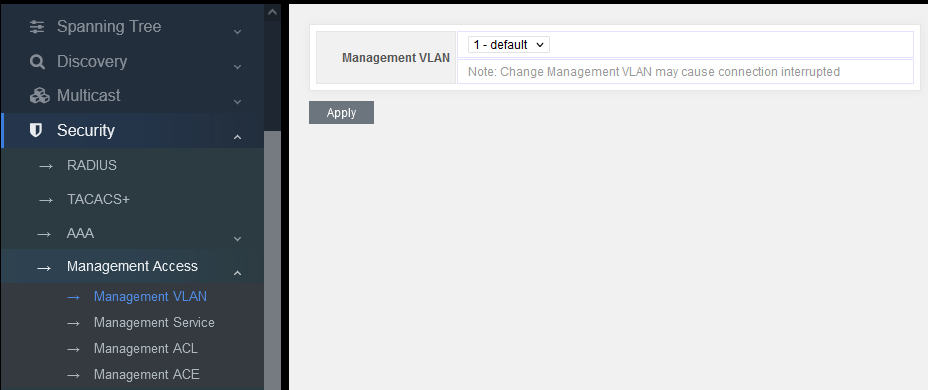 Spanning Tree
Discovery
Multicast
Security
→ RADIUS
→ TACACS+
→ AAA
→ Management Access
→ Management VLAN
→ Management Service
→ Management ACL
→ Management ACE
Management VLAN
1 - default
Note: Change Management VLAN may cause connection interrupted
Apply